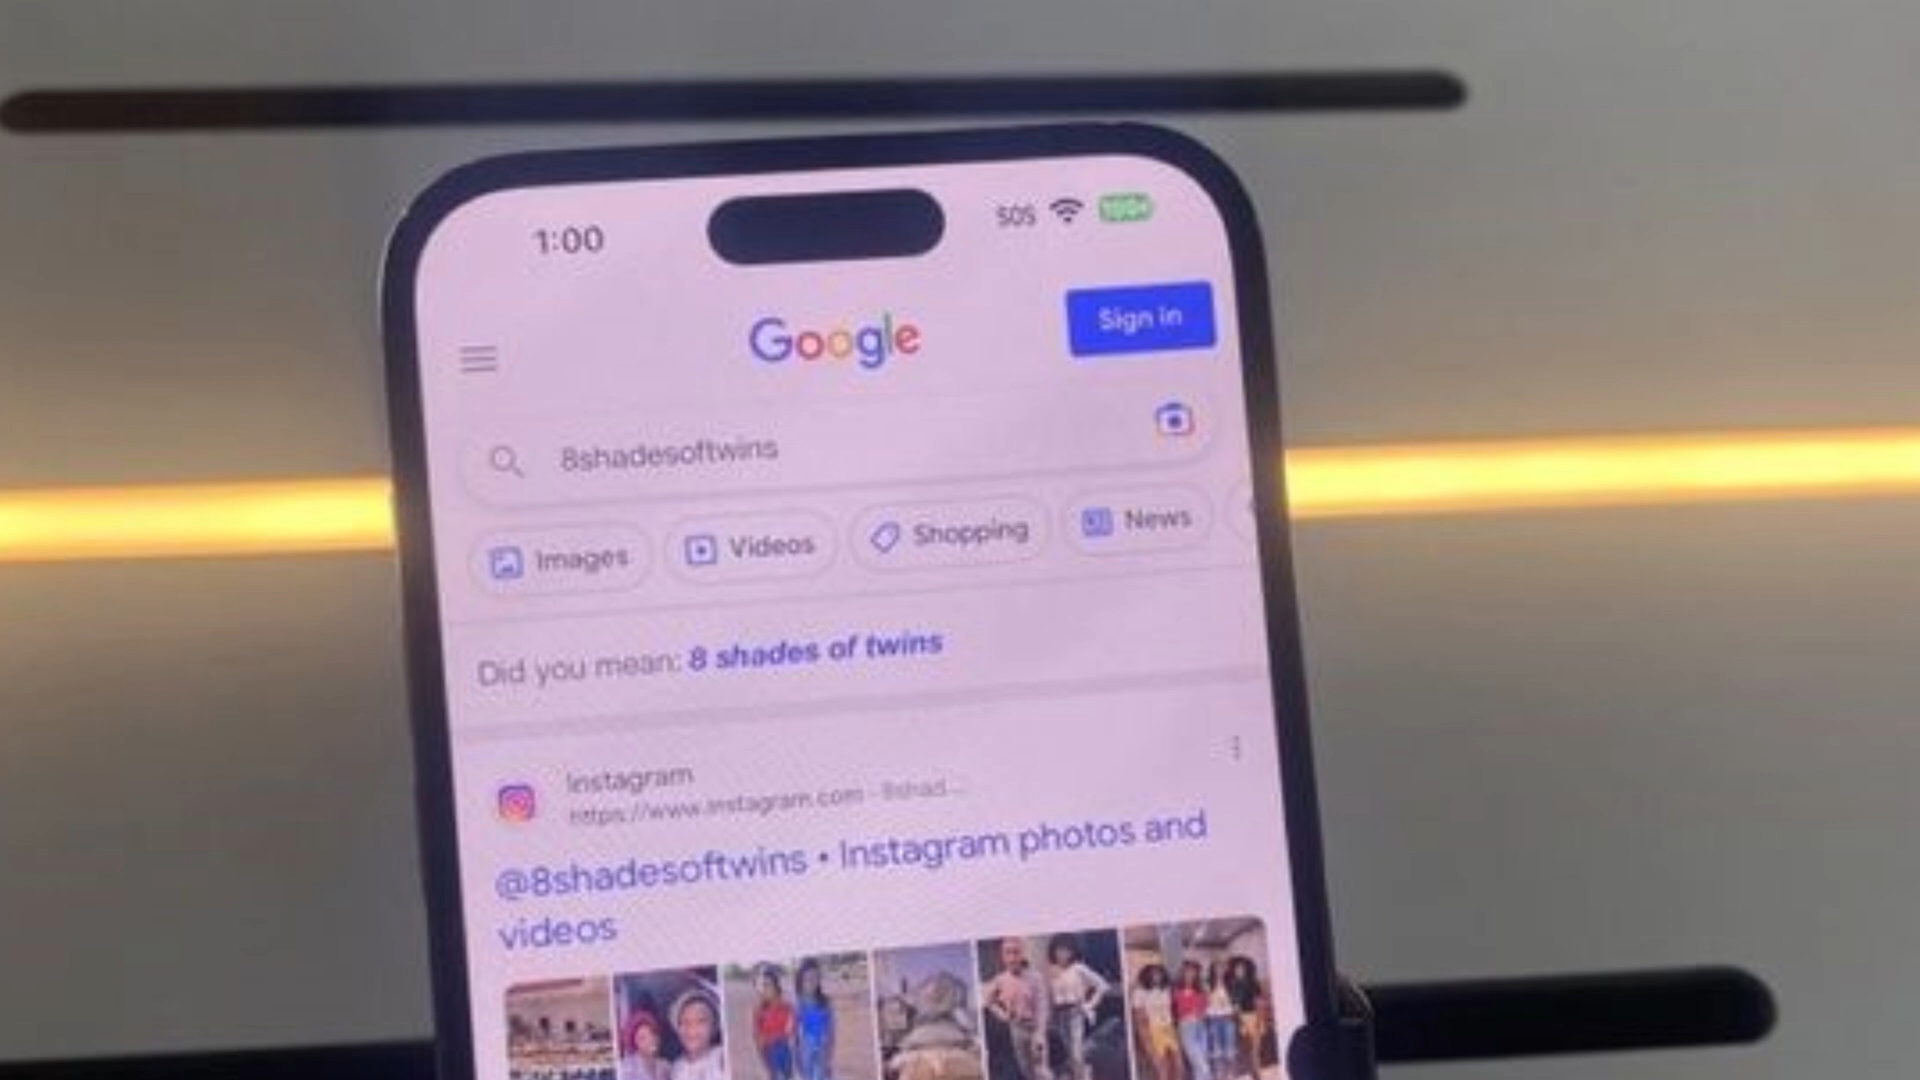 1:00 SOS
Google Sign in
8shadesoftwins
Images Videos Shopping News
Did you mean: 8 shades of twins
Instagram
https://www.instagram.com › 8shad...
@8shadesoftwins • Instagram photos and
videos